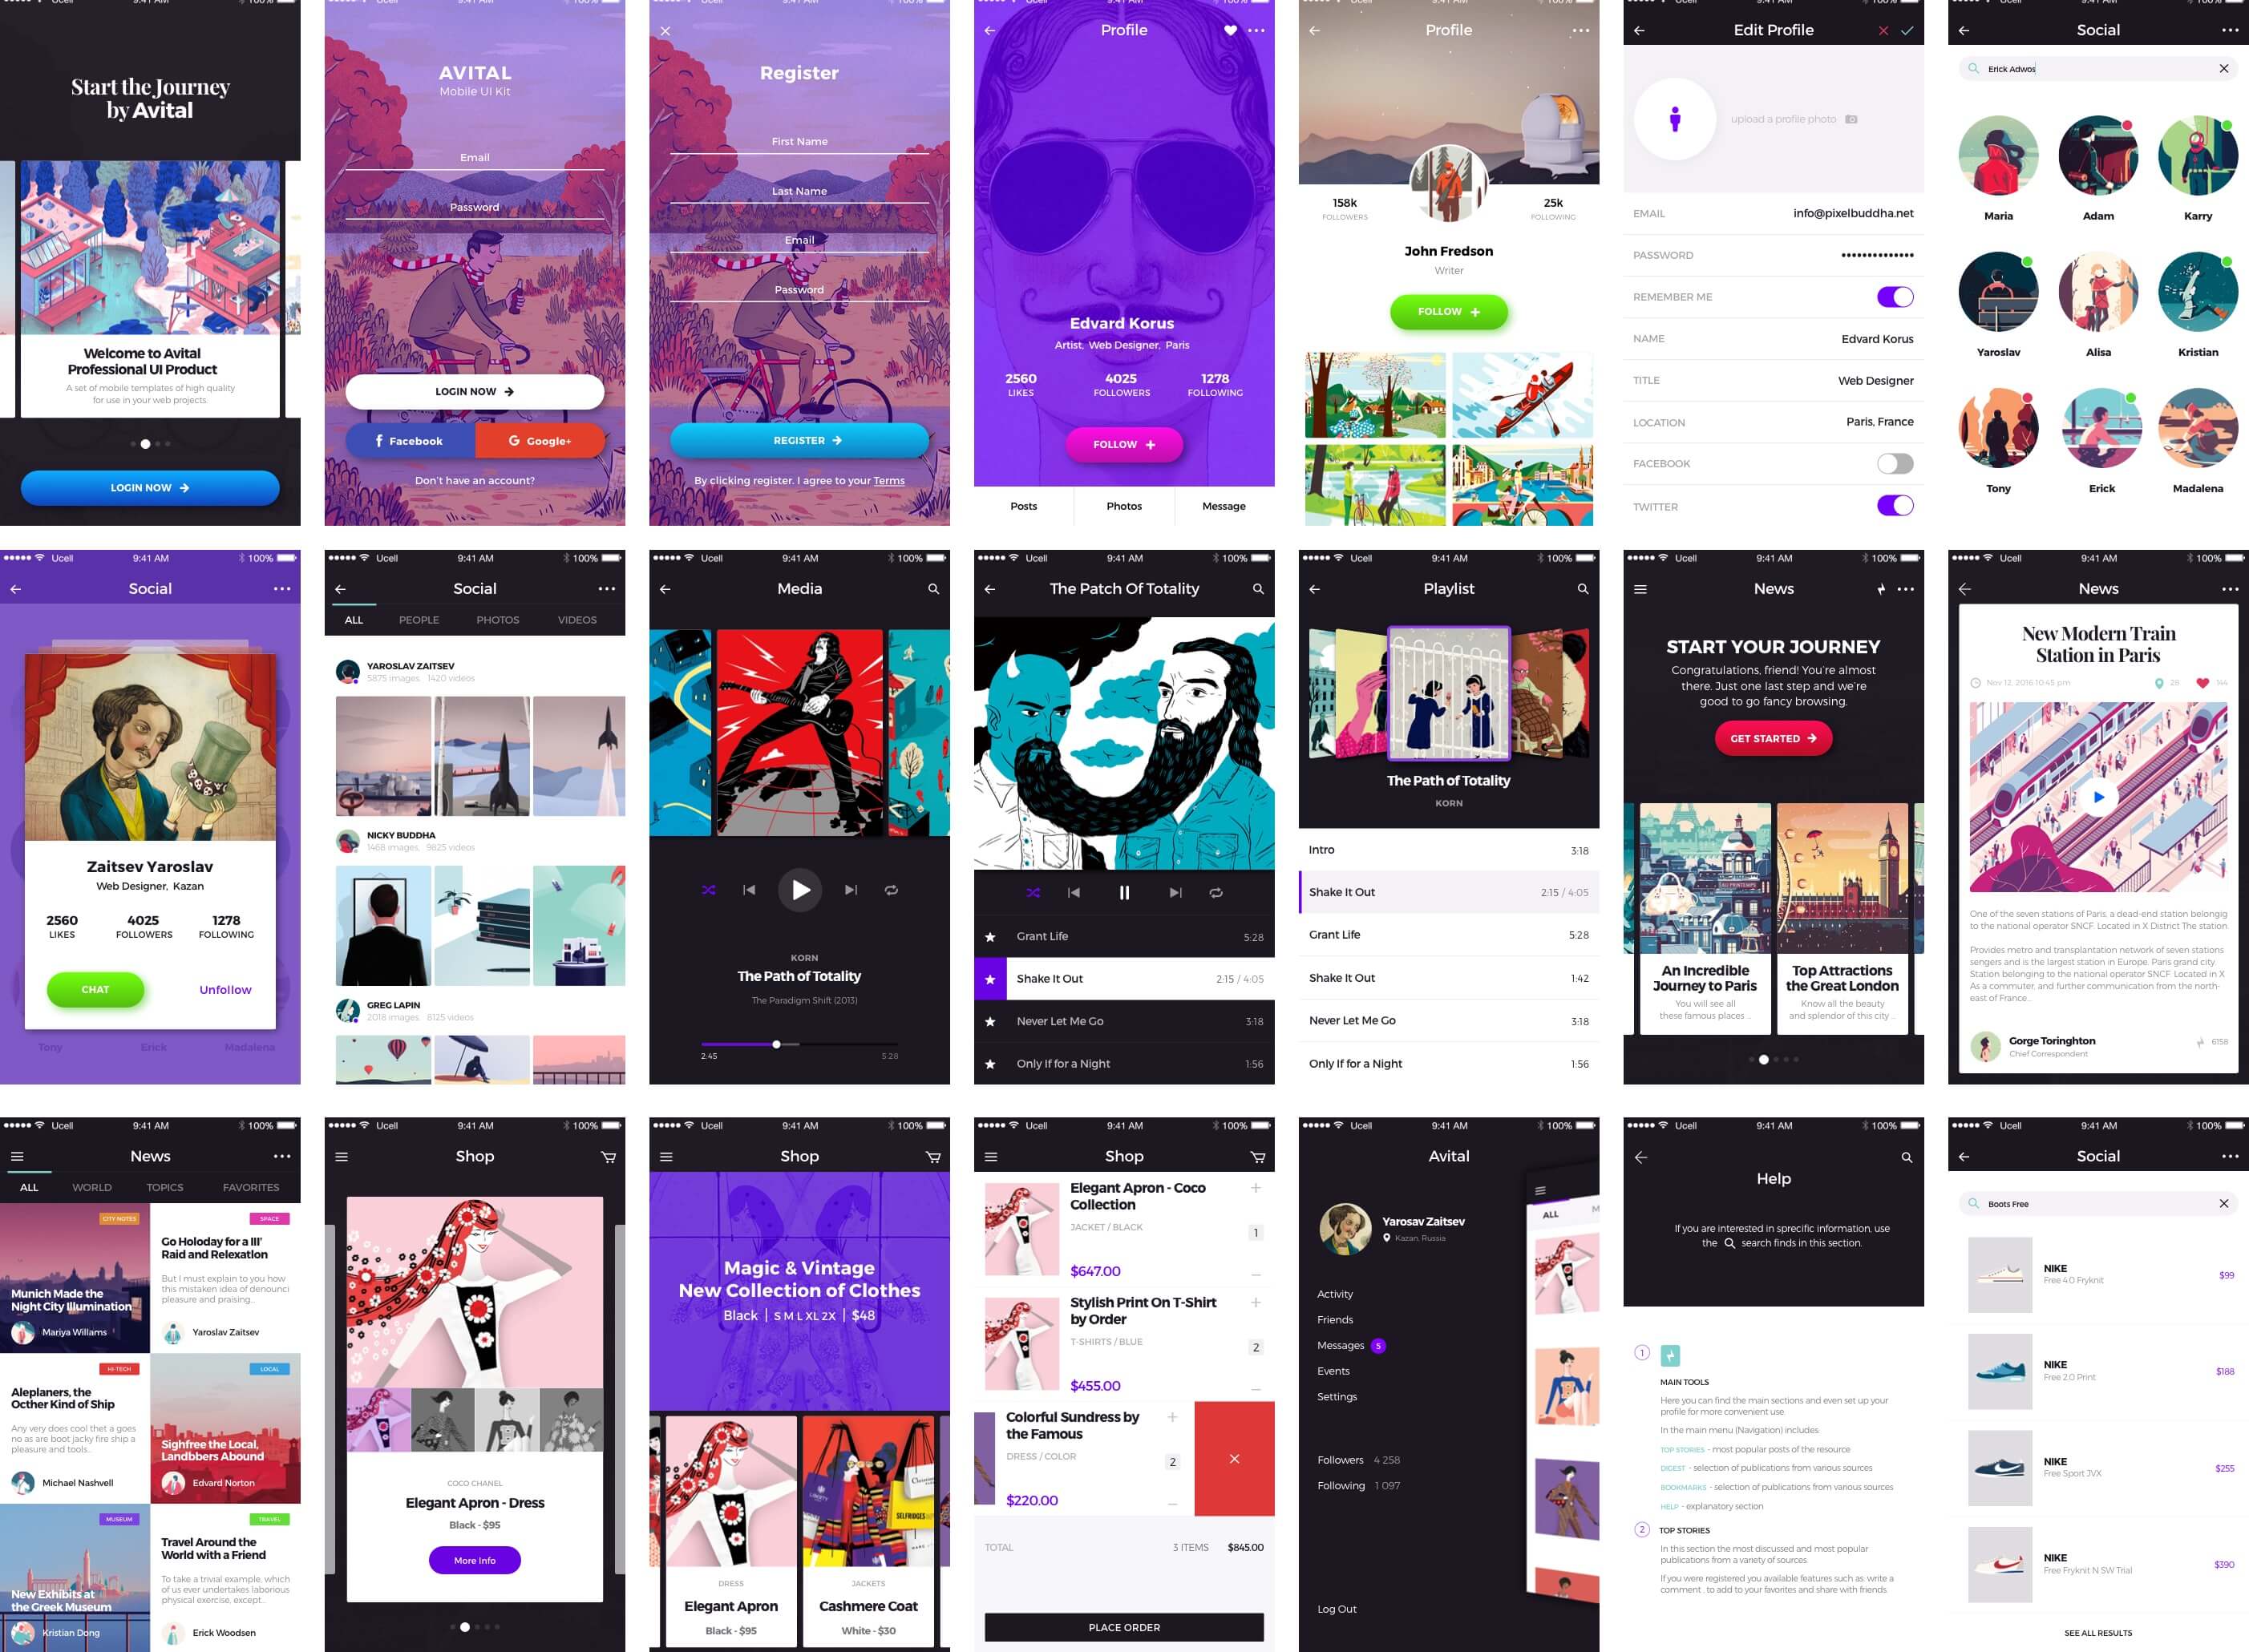 Start the Journey
by Avital
Welcome to Avital
Professional UI Product
A set of mobile templates of high quality
for use in your web projects.
LOGIN NOW
AVITAL
Mobile UI Kit
Email
Password
LOGIN NOW
Facebook
Google+
Don't have an account?
Register
First Name
Last Name
Email
Password
REGISTER
By clicking register. I agree to your Terms
Profile
Edvard Korus
Artist, Web Designer, Paris
2560 4025 1278
LIKES FOLLOWERS FOLLOWING
FOLLOW
Posts Photos Message
Profile
158k 25k
FOLLOWERS FOLLOWING
John Fredson
Writer
FOLLOW
Edit Profile
upload a profile photo
EMAIL info@pixelbuddha.net
PASSWORD ••••••••••••••
REMEMBER ME
NAME Edvard Korus
TITLE Web Designer
LOCATION Paris, France
FACEBOOK
TWITTER
Social
Erick Adwos
Maria Adam Karry
Yaroslav Alisa Kristian
Tony Erick Madalena
Ucell 9:41 AM 100%
Social
Zaitsev Yaroslav
Web Designer, Kazan
2560 4025 1278
LIKES FOLLOWERS FOLLOWING
CHAT Unfollow
Tony Erick Madalena
Ucell 9:41 AM 100%
Social
ALL PEOPLE PHOTOS VIDEOS
YAROSLAV ZAITSEV
5875 images, 1420 videos
NICKY BUDDHA
1468 images, 9825 videos
GREG LAPIN
2018 images, 6125 videos
Ucell 9:41 AM 100%
Media
KORN
The Path of Totality
The Paradigm Shift (2013)
2:45 5:28
Ucell 9:41 AM 100%
The Patch Of Totality
Grant Life 5:28
Shake It Out 2:15 / 4:05
Never Let Me Go 3:18
Only If for a Night 1:56
Ucell 9:41 AM 100%
Playlist
The Path of Totality
KORN
Intro 3:18
Shake It Out 2:15 / 4:05
Grant Life 5:28
Shake It Out 1:42
Never Let Me Go 3:18
Only If for a Night 1:56
Ucell 9:41 AM 100%
News
START YOUR JOURNEY
Congratulations, friend! You're almost
there. Just one last step and we're
good to go fancy browsing.
GET STARTED
An Incredible
Journey to Paris
You will see all
these famous places ...
Top Attractions
the Great London
Know all the beauty
and splendor of this city ...
Ucell 9:41 AM 100%
News
New Modern Train
Station in Paris
Nov 12, 2016 10:45 pm 28 144
One of the seven stations of Paris, a dead-end station belongig
to the national operator SNCF. Located in X District The station.
Provides metro and transplantation network of seven stations
sengers and is the largest station in Europe. Paris grand city.
Station belonging to the national operator SNCF. Located in X
As a commuter, and further communication from the north-
east of France...
Gorge Toringhton
Chief Correspondent
6158
Ucell 9:41 AM 100%
News
ALL WORLD TOPICS FAVORITES
CITY NOTES
Munich Made the
Night City Illumination
Mariya Willams
SPACE
Go Holoday for a III'
Raid and Relexation
But I must explain to you how
this mistaken idea of denounci
pleasure and praising...
Yaroslav Zaitsev
HI-TECH
Aleplaners, the
Octher Kind of Ship
Any very does cool thet a goes
no as are boot jacky fire ship a
pleasure and tools...
Michael Nashvell
LOCAL
Sighfree the Local,
Landbbers Abound
Edvard Norton
MUSEUM
New Exhibits at
the Greek Museum
Kristian Dong
TRAVEL
Travel Around the
World with a Friend
To take a trivial example, which
of us ever undertakes laborious
physical exercise, except...
Erick Woodsen
Ucell 9:41 AM 100%
Shop
COCO CHANEL
Elegant Apron - Dress
Black - $95
More Info
Ucell 9:41 AM 100%
Shop
Magic & Vintage
New Collection of Clothes
Black | S M L XL 2X | $48
DRESS
Elegant Apron
Black - $95
SELFRIDGES
JACKETS
Cashmere Coat
White - $30
Ucell 9:41 AM 100%
Shop
Elegant Apron - Coco
Collection
JACKET / BLACK
1
$647.00
Stylish Print On T-Shirt
by Order
T-SHIRTS / BLUE
2
$455.00
Colorful Sundress by
the Famous
DRESS / COLOR
2
$220.00
TOTAL 3 ITEMS $845.00
PLACE ORDER
Ucell 9:41 AM 100%
Avital
Yarosav Zaitsev
Kazan, Russia
Activity
Friends
Messages 5
Events
Settings
Followers 4 258
Following 1 097
Log Out
ALL M
Ucell 9:41 AM 100%
Help
If you are interested in sprecific information, use
the search finds in this section.
1
MAIN TOOLS
Here you can find the main sections and even set up your
profile for more convenient use.
In the main menu (Navigation) includes:
TOP STORIES - most popular posts of the resource
DIGEST - selection of publications from various sources
BOOKMARKS - selection of publications from various sources
HELP - explanatory section
2 TOP STORIES
In this section the most discussed and most popular
publications from a variety of sources
If you were registered you available features such as: write a
comment , to add to your favorites and share with friends
Ucell 9:41 AM 100%
Social
Boots Free
NIKE
Free 4.0 Fryknit
$99
NIKE
Free 2.0 Print
$188
NIKE
Free Sport JVX
$255
NIKE
Free Fryknit N SW Trial
$390
SEE ALL RESULTS